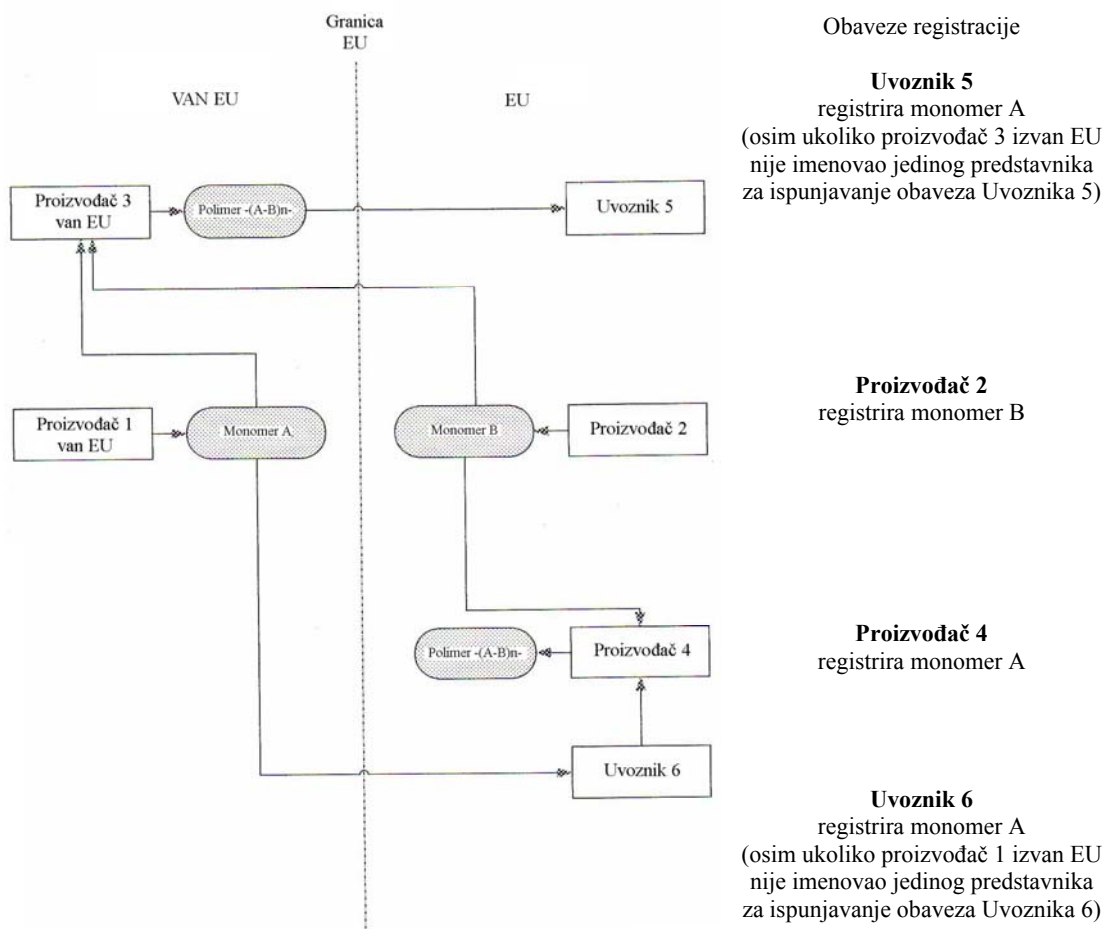 Granica
EU
VAN EU
EU
Proizvođač 3
van EU
Polimer -(A-B)n-
Uvoznik 5
Proizvođač 1
van EU
Monomer A,
Monomer B
Proizvođač 2
Polimer -(A-B)n-
Proizvođač 4
Uvoznik 6
Obaveze registracije
Uvoznik 5
registrira monomer A
(osim ukoliko proizvođač 3 izvan EU
nije imenovao jedinog predstavnika
za ispunjavanje obaveza Uvoznika 5)
Proizvođač 2
registrira monomer B
Proizvođač 4
registrira monomer A
Uvoznik 6
registrira monomer A
(osim ukoliko proizvođač 1 izvan EU
nije imenovao jedinog predstavnika
za ispunjavanje obaveza Uvoznika 6)